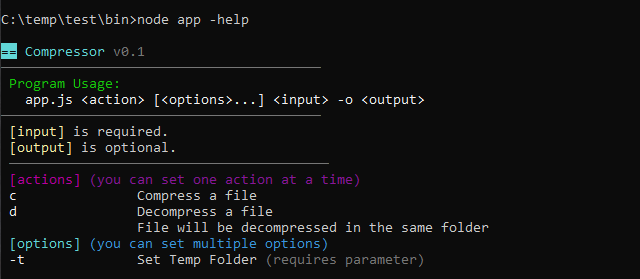 C:\temp\test\bin>node app -help
== Compressor v0.1
Program Usage:
app.js <action> [<options>...] <input> -o <output>
[input] is required.
[output] is optional.
[actions] (you can set one action at a time)
c Compress a file
d Decompress a file
File will be decompressed in the same folder
[options] (you can set multiple options)
-t Set Temp Folder (requires parameter)